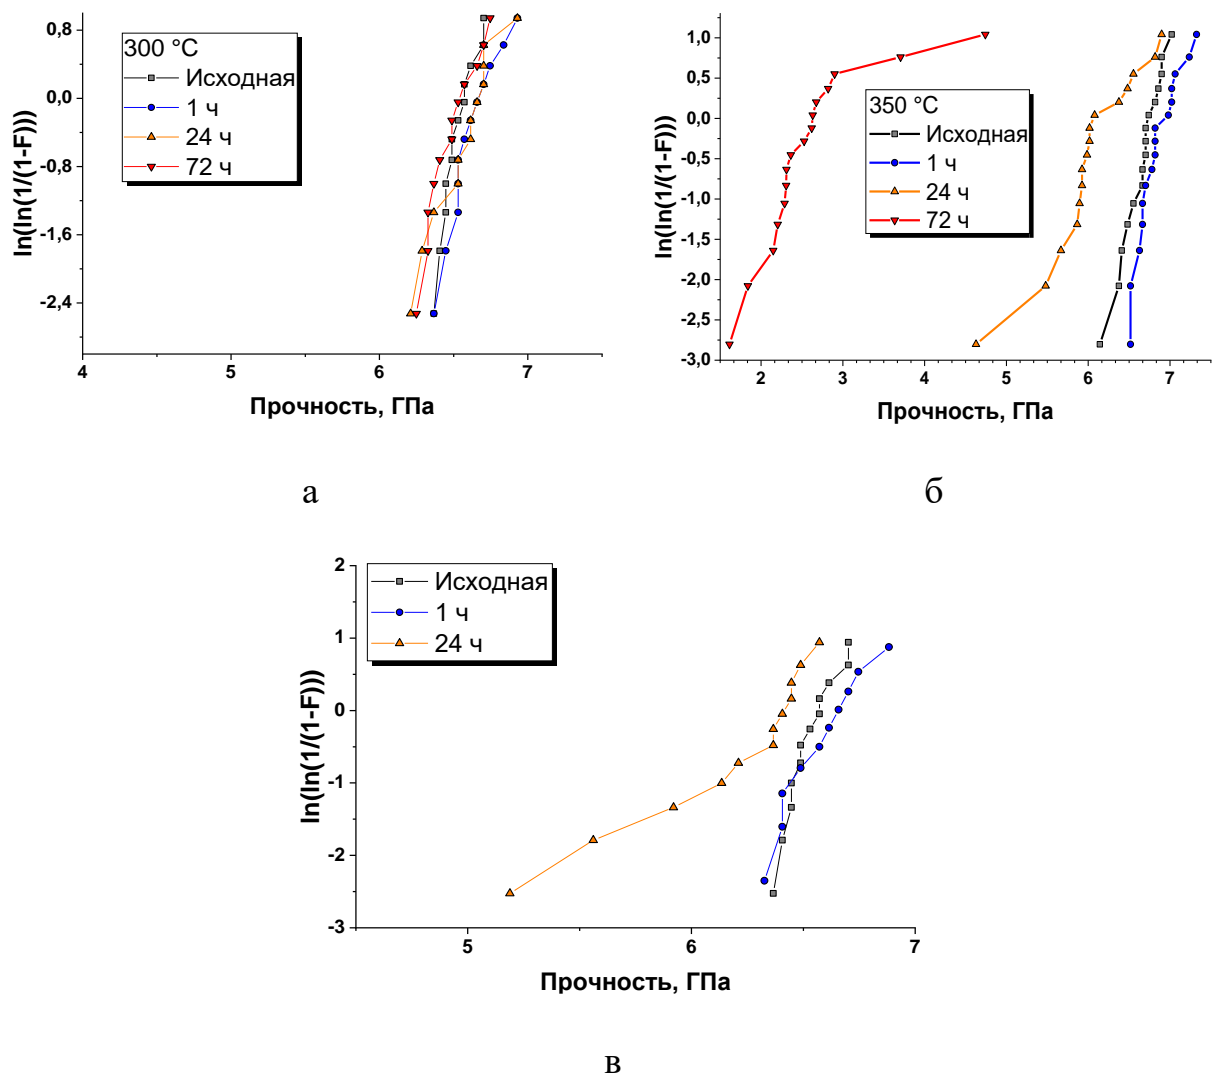 ln(ln(1/(1-F)))
0,8
0,0
-0,8
-1,6
-2,4
300 °C
Исходная
1 ч
24 ч
72 ч
4 5 6 7
Прочность, ГПа
а
ln(ln(1/(1-F)))
1,0
0,5
0,0
-0,5
-1,0
-1,5
-2,0
-2,5
-3,0
350 °C
Исходная
1 ч
24 ч
72 ч
2 3 4 5 6 7
Прочность, ГПа
б
ln(ln(1/(1-F)))
2
1
0
-1
-2
-3
Исходная
1 ч
24 ч
5 6 7
Прочность, ГПа
в